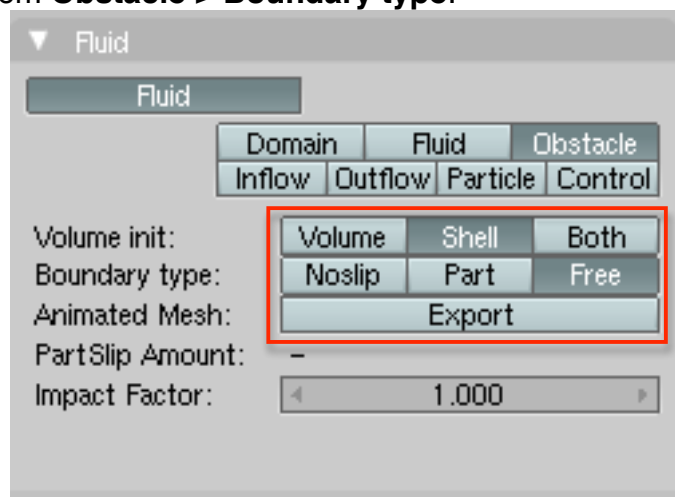 om Obstacle > Boundary type.
Fluid
Fluid
Domain Fluid Obstacle
Inflow Outflow Particle Control
Volume init: Volume Shell Both
Boundary type: Noslip Part Free
Animated Mesh: Export
PartSlip Amount: –
Impact Factor: 1.000